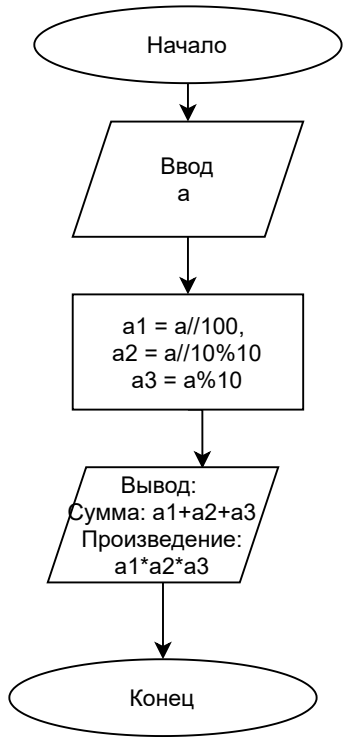 Начало
Ввод
a
a1 = a//100,
a2 = a//10%10
a3 = a%10
Вывод:
Сумма: a1+a2+a3
Произведение:
a1*a2*a3
Конец